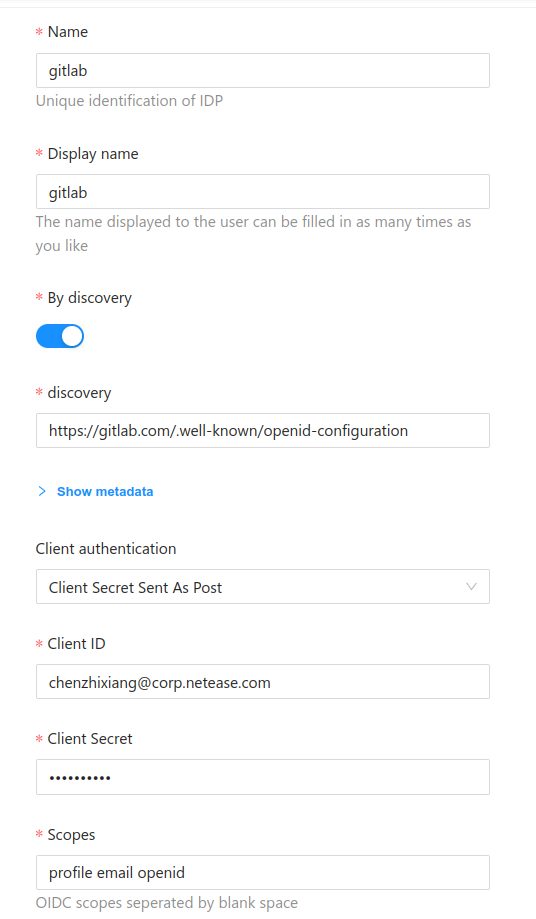 * Name
gitlab
Unique identification of IDP
* Display name
gitlab
The name displayed to the user can be filled in as many times as
you like
* By discovery
* discovery
https://gitlab.com/.well-known/openid-configuration
> Show metadata
Client authentication
Client Secret Sent As Post
* Client ID
chenzhixiang@corp.netease.com
* Client Secret
••••••••••
* Scopes
profile email openid
OIDC scopes seperated by blank space